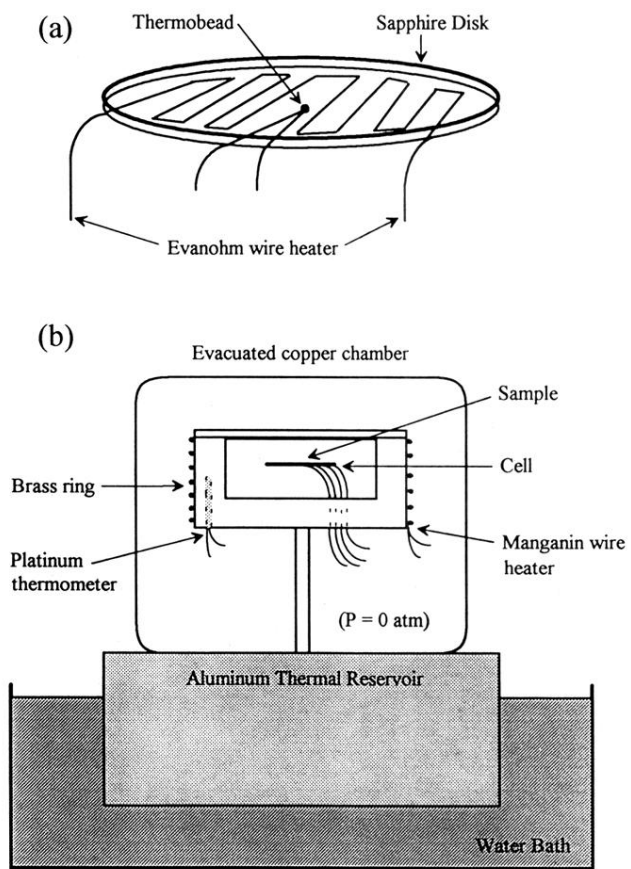 (a)
Thermobead
Sapphire Disk
Evanohm wire heater
(b)
Evacuated copper chamber
Sample
Cell
Brass ring
Platinum
thermometer
Manganin wire
heater
(P = 0 atm)
Aluminum Thermal Reservoir
Water Bath